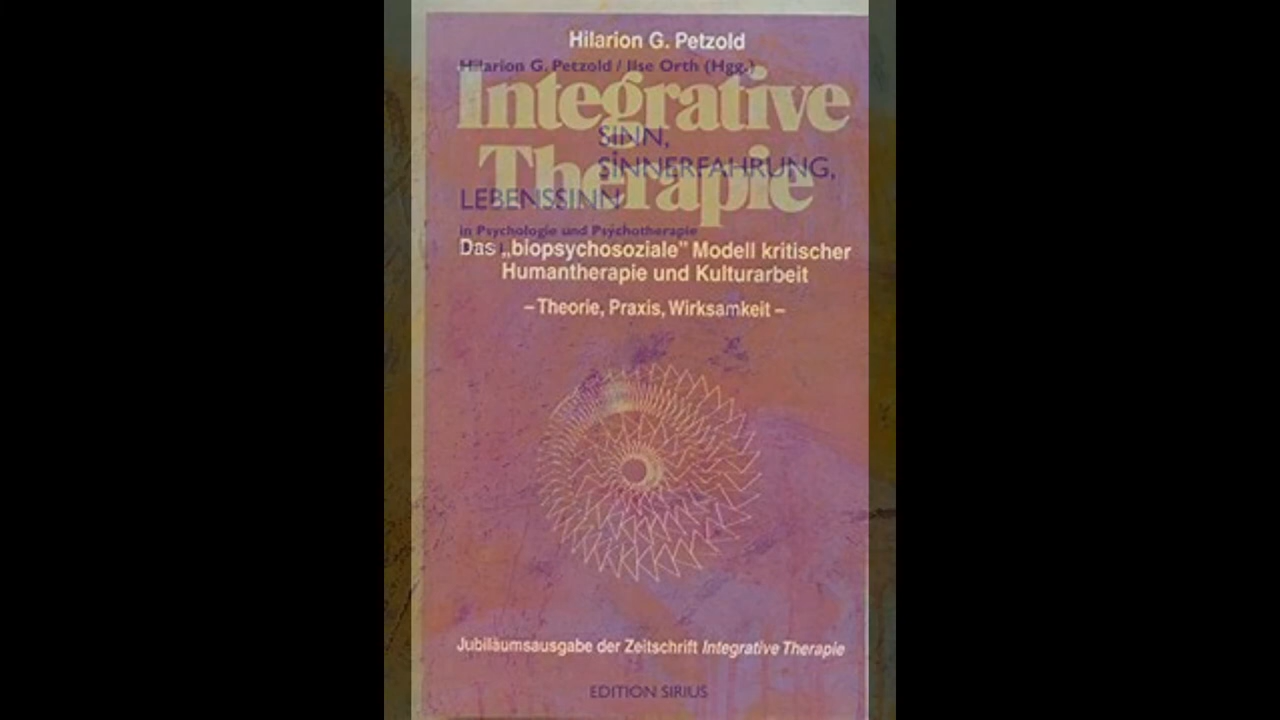 Hilarion G. Petzold
Hilarion G. Petzold / Ilse Orth (Hgg.)
Integrative
SINN,
SINNERFAHRUNG,
Therapie
LEBENSSINN
in Psychologie und Psychotherapie
Das „biopsychosoziale” Modell kritischer
Humantherapie und Kulturarbeit
– Theorie, Praxis, Wirksamkeit –
Jubiläumsausgabe der Zeitschrift Integrative Therapie
EDITION SIRIUS